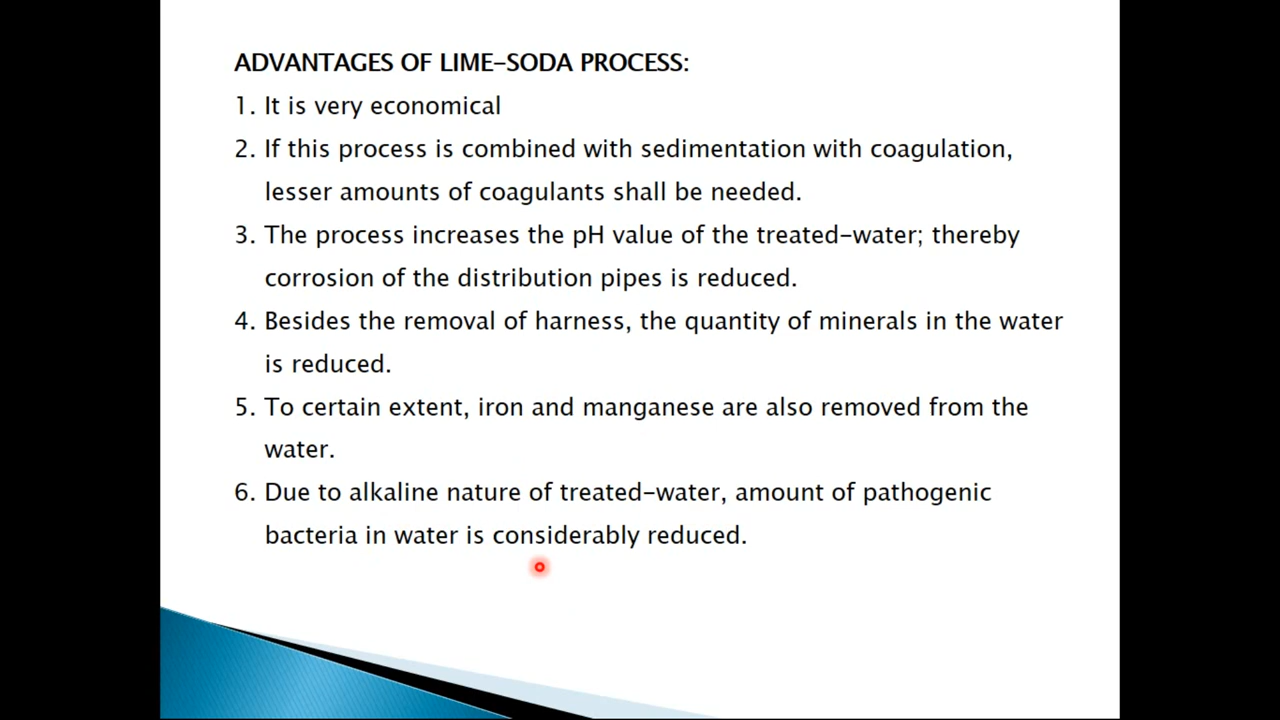 ADVANTAGES OF LIME-SODA PROCESS:
1. It is very economical
2. If this process is combined with sedimentation with coagulation,
lesser amounts of coagulants shall be needed.
3. The process increases the pH value of the treated-water; thereby
corrosion of the distribution pipes is reduced.
4. Besides the removal of harness, the quantity of minerals in the water
is reduced.
5. To certain extent, iron and manganese are also removed from the
water.
6. Due to alkaline nature of treated-water, amount of pathogenic
bacteria in water is considerably reduced.